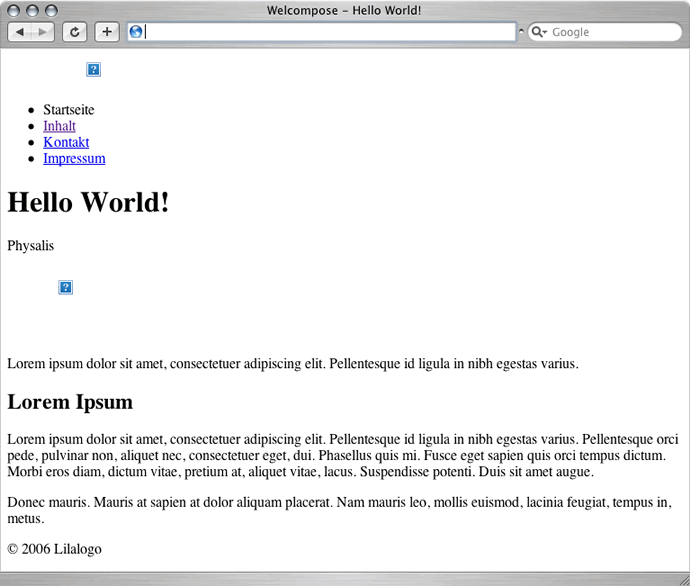 Welcompose – Hello World!
Google
Startseite
Inhalt
Kontakt
Impressum
Hello World!
Physalis
Lorem ipsum dolor sit amet, consectetuer adipiscing elit. Pellentesque id ligula in nibh egestas varius.
Lorem Ipsum
Lorem ipsum dolor sit amet, consectetuer adipiscing elit. Pellentesque id ligula in nibh egestas varius. Pellentesque orci
pede, pulvinar non, aliquet nec, consectetuer eget, dui. Phasellus quis mi. Fusce eget sapien quis orci tempus dictum.
Morbi eros diam, dictum vitae, pretium at, aliquet vitae, lacus. Suspendisse potenti. Duis sit amet augue.
Donec mauris. Mauris at sapien at dolor aliquam placerat. Nam mauris leo, mollis euismod, lacinia feugiat, tempus in,
metus.
© 2006 Lilalogo